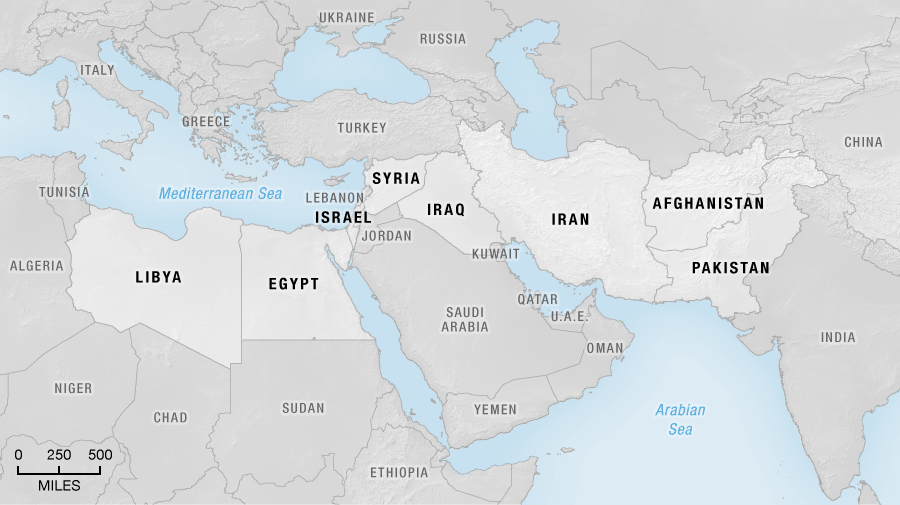 UKRAINE
RUSSIA
ITALY
GREECE
TURKEY
CHINA
TUNISIA
Mediterranean Sea
SYRIA
LEBANON
ISRAEL
IRAQ
IRAN
AFGHANISTAN
JORDAN
KUWAIT
PAKISTAN
ALGERIA
LIBYA
EGYPT
QATAR
U.A.E.
SAUDI
ARABIA
OMAN
INDIA
NIGER
CHAD
SUDAN
YEMEN
Arabian
Sea
ETHIOPIA
0 250 500
MILES